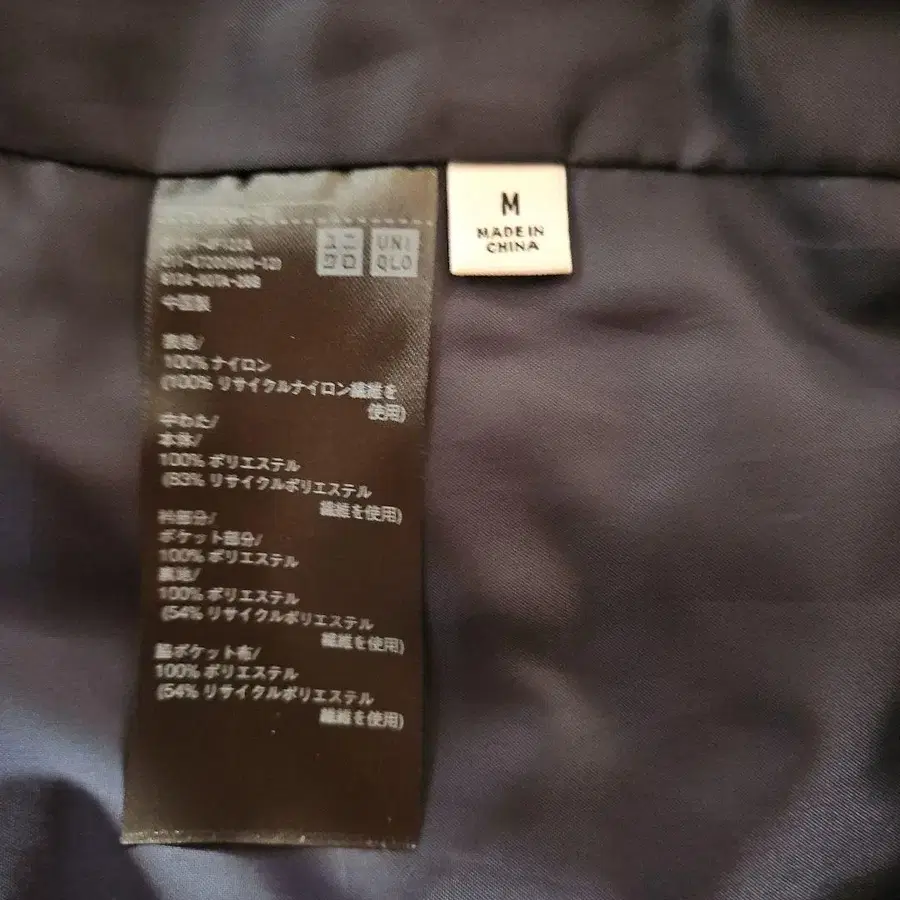 ユニ
クロ
UNI
QLO
中国製
表地/
100% ナイロン
(100% リサイクルナイロン繊維を
使用)
中わた/
本体/
100% ポリエステル
(83% リサイクルポリエステル
繊維を使用)
衿部分/
ポケット部分/
100% ポリエステル
裏地/
100% ポリエステル
(54% リサイクルポリエステル
繊維を使用)
脇ポケット布/
100% ポリエステル
(54% リサイクルポリエステル
繊維を使用)
M
MADE IN
CHINA